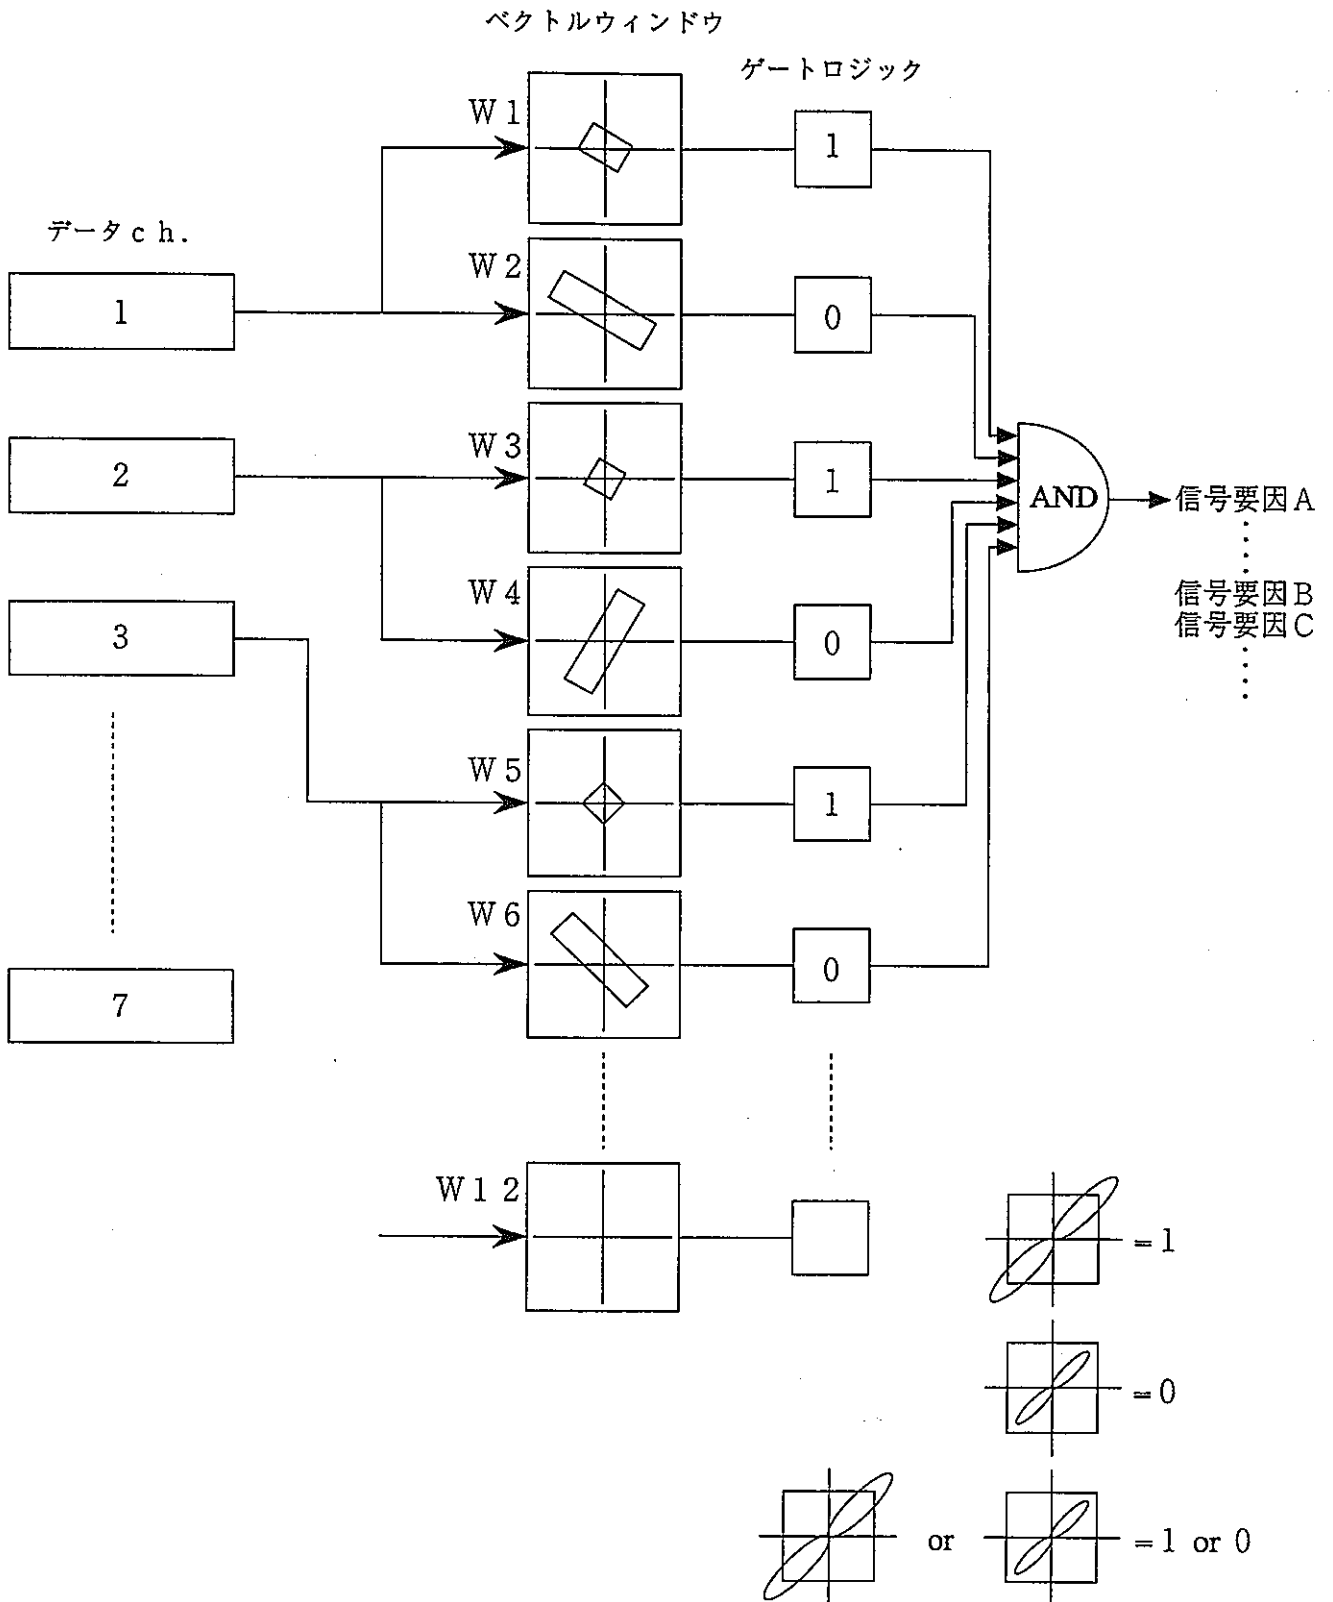 ベクトルウィンドウ
ゲートロジック
W1
1
データch.
W2
1
0
W3
2
1
AND
信号要因A
W4
信号要因B
信号要因C
3
0
W5
1
W6
0
7
W12
=1
=0
or
=1 or 0